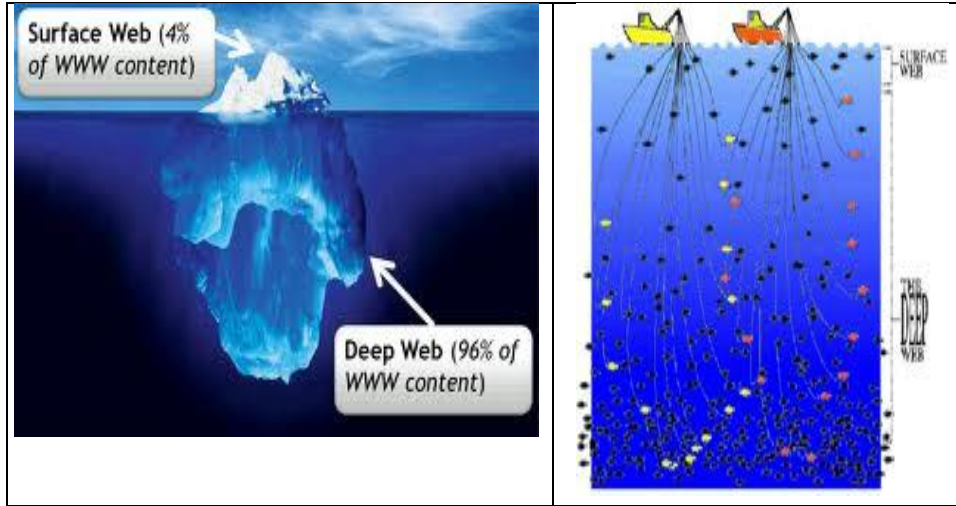 Surface Web (4%
of WWW content)
Deep Web (96% of
WWW content)
SURFACE
WEB
THE
DEEP
WEB